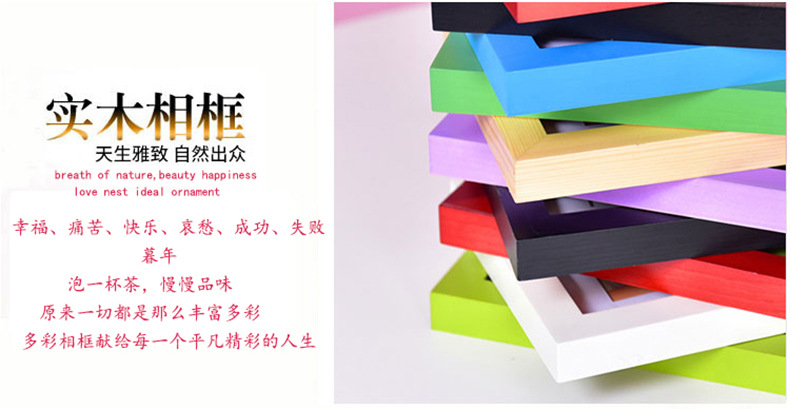 实木相框
天生雅致 自然出众
breath of nature,beauty happiness
love nest ideal ornament
幸福、痛苦、快乐、哀愁、成功、失败
暮年
泡一杯茶，慢慢品味
原来一切都是那么丰富多彩
多彩相框献给每一个平凡精彩的人生